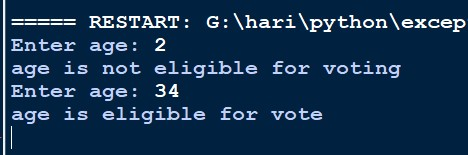 ===== RESTART: G:\hari\python\excep
Enter age: 2
age is not eligible for voting
Enter age: 34
age is eligible for vote